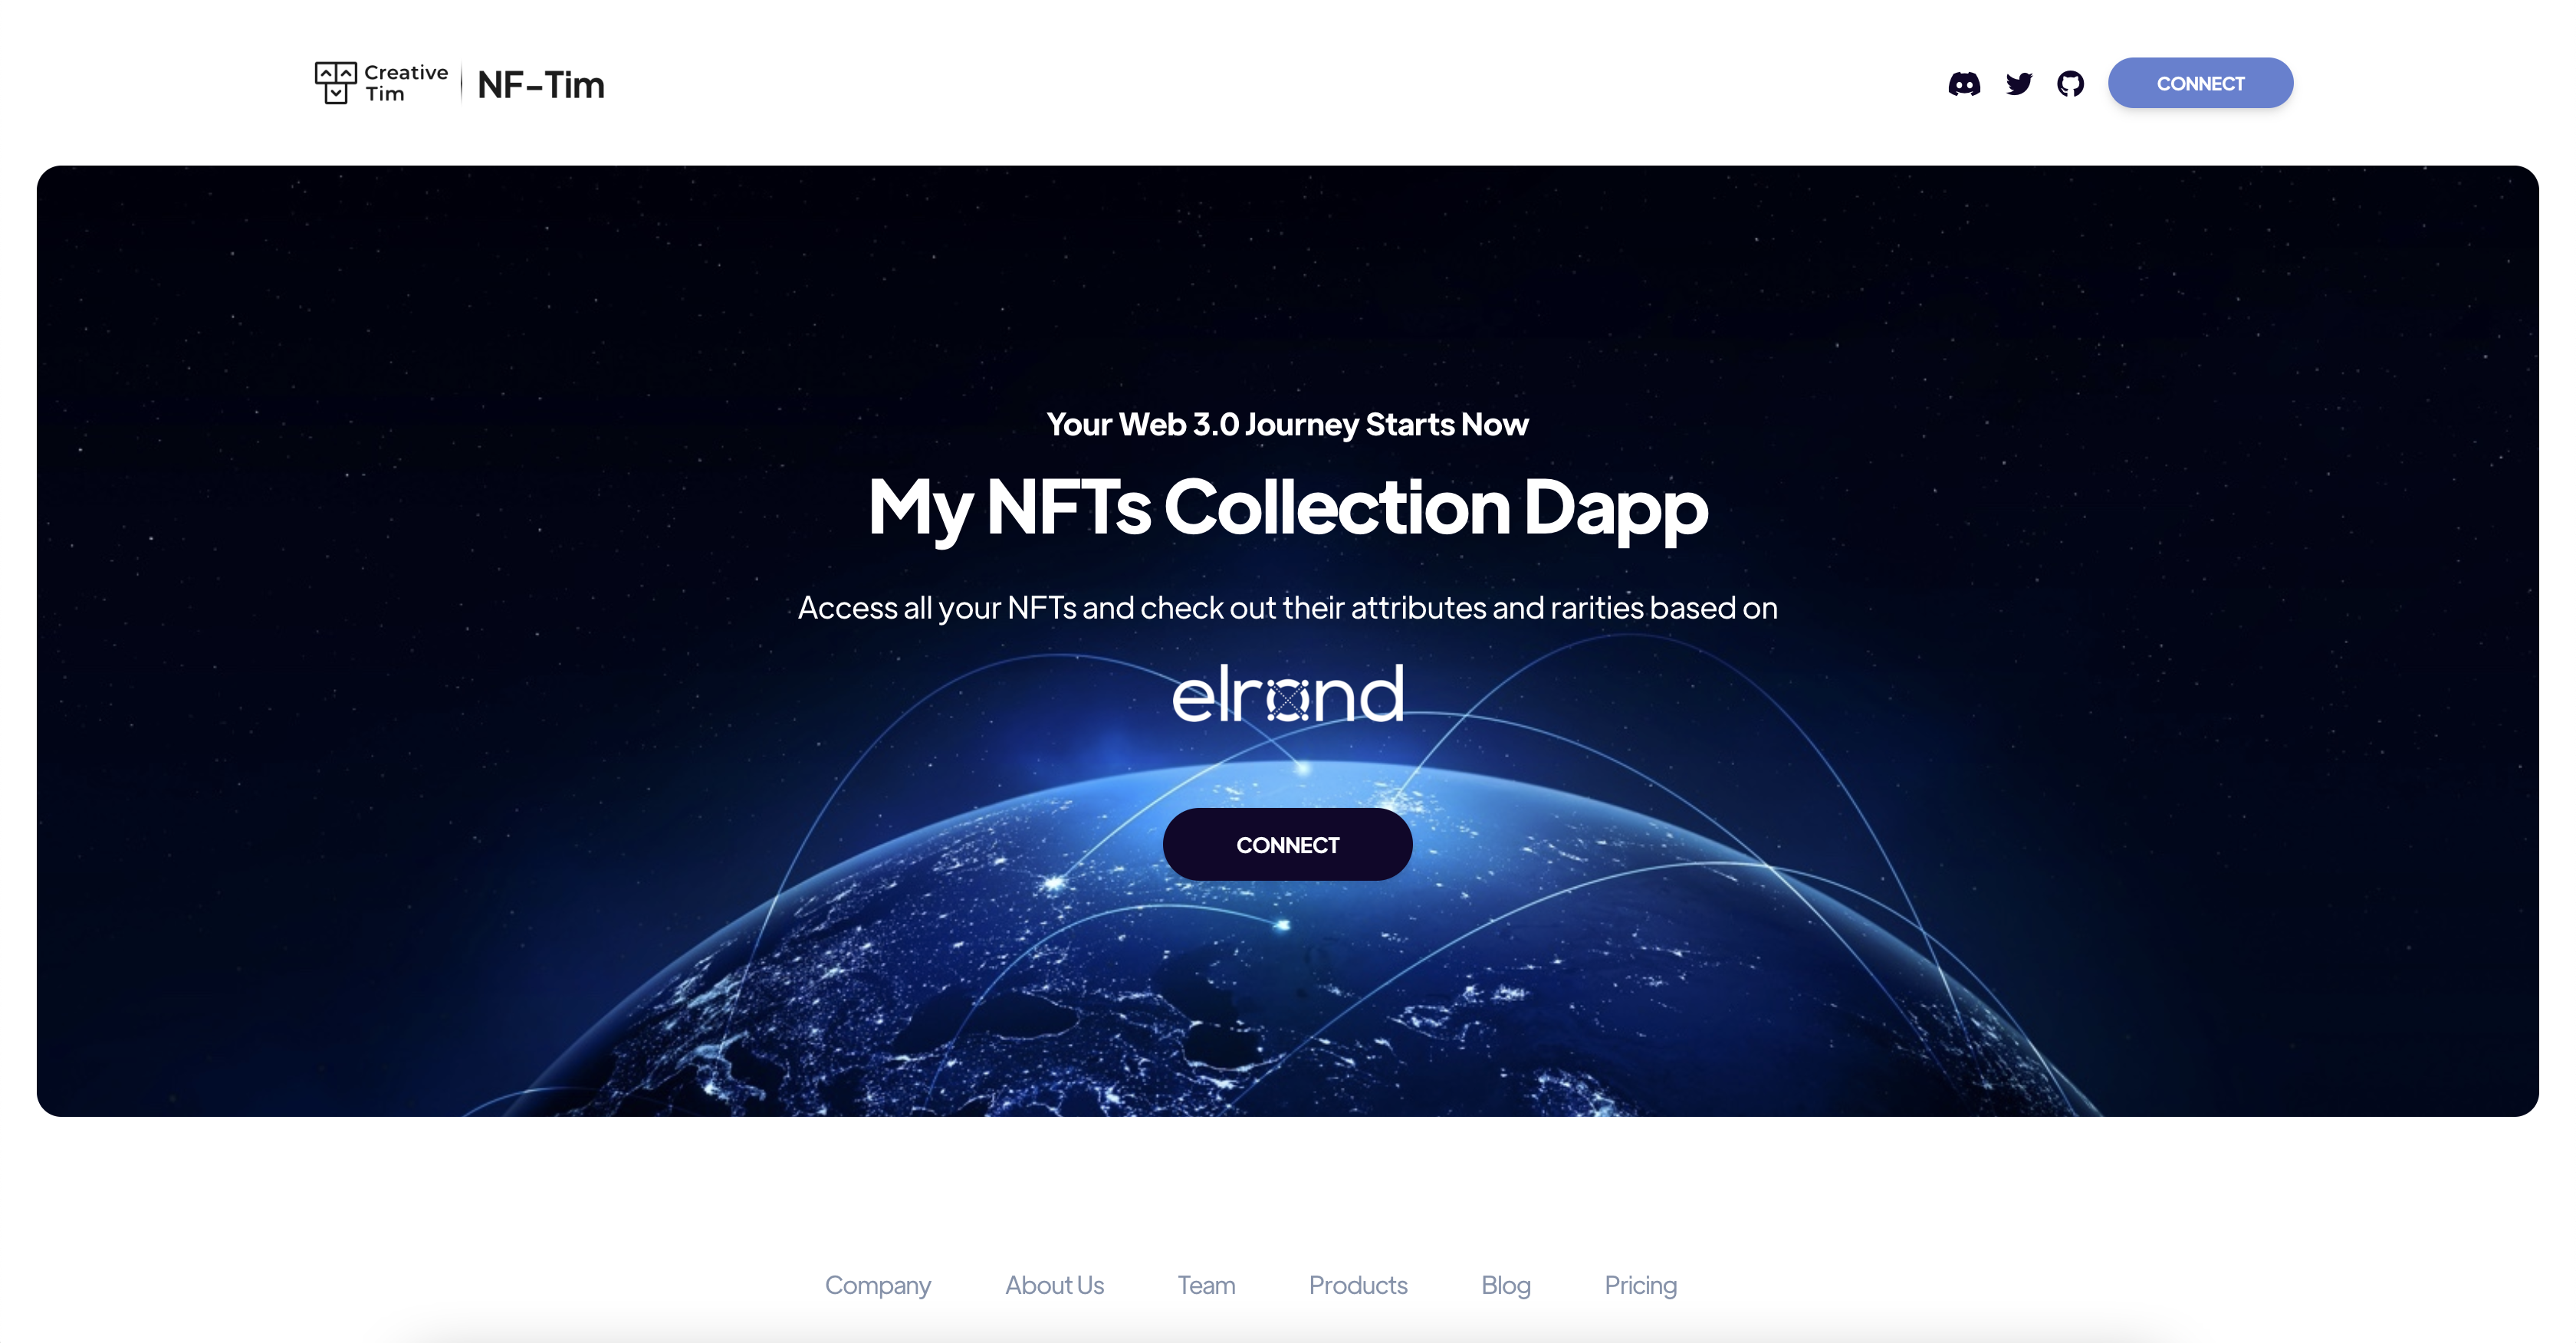 Creative
Tim
NF-Tim
CONNECT
Your Web 3.0 Journey Starts Now
My NFTs Collection Dapp
Access all your NFTs and check out their attributes and rarities based on
elrond
CONNECT
Company
About Us
Team
Products
Blog
Pricing